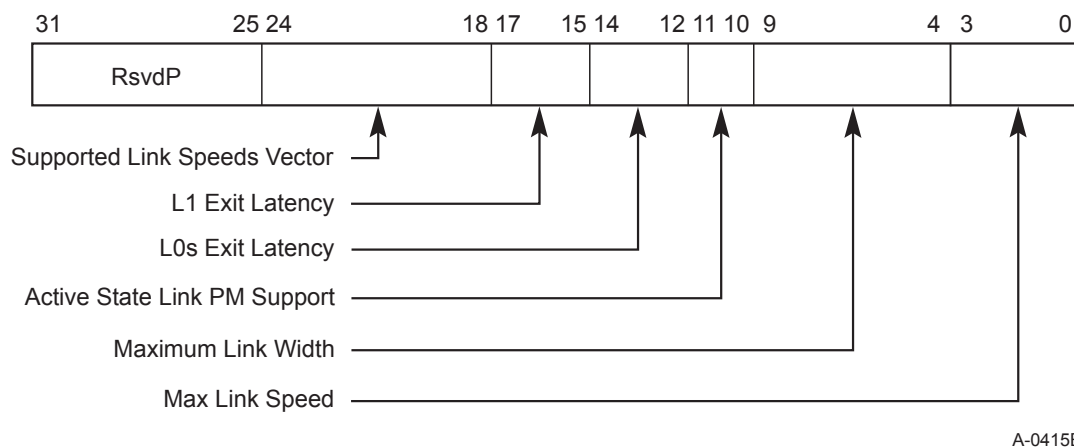 31 25 24 18 17 15 14 12 11 10 9 4 3 0
RsvdP
Supported Link Speeds Vector
L1 Exit Latency
L0s Exit Latency
Active State Link PM Support
Maximum Link Width
Max Link Speed
A-0415B